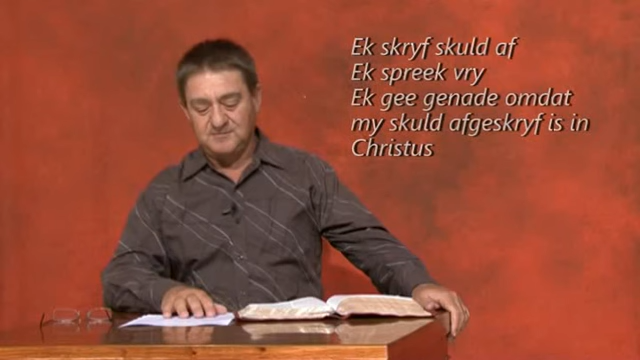 Ek skryf skuld af
Ek spreek vry
Ek gee genade omdat
my skuld afgeskryf is in
Christus